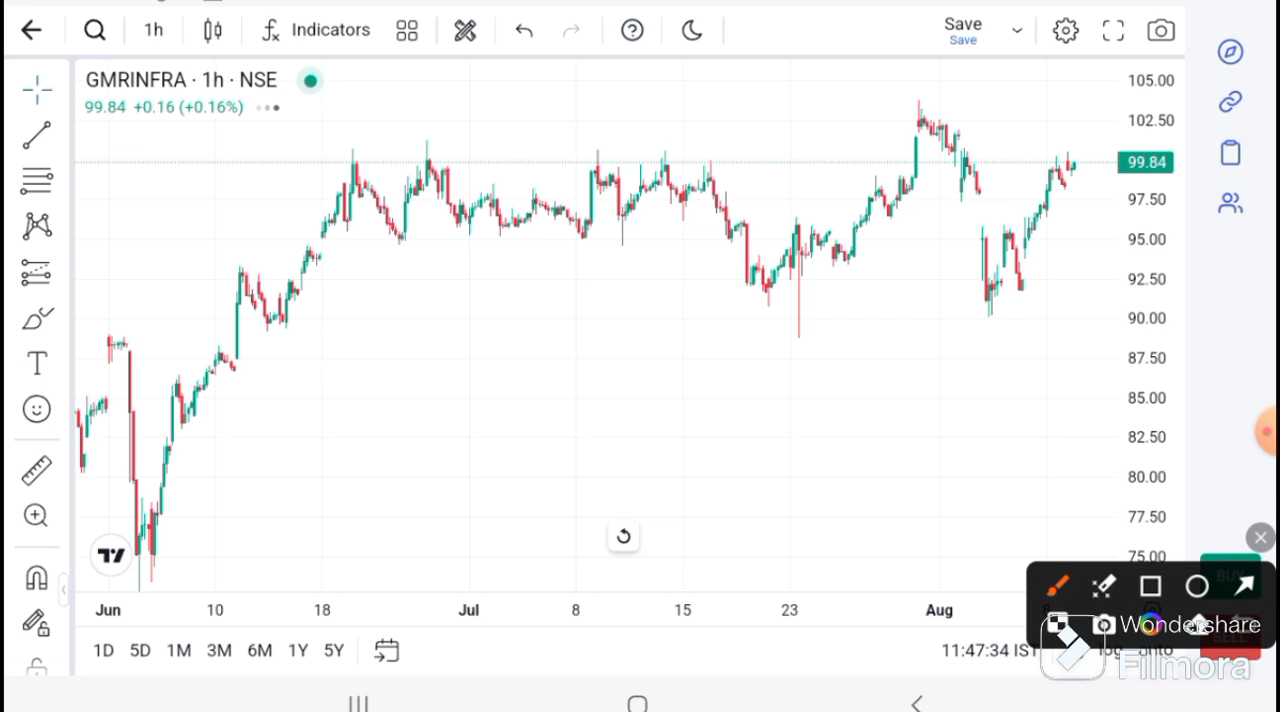 1h
Indicators
Save
Save
GMRINFRA · 1h · NSE
99.84 +0.16 (+0.16%)
105.00
102.50
99.84
97.50
95.00
92.50
90.00
87.50
85.00
82.50
80.00
77.50
75.00
Jun 10 18 Jul 8 15 23 Aug
1D 5D 1M 3M 6M 1Y 5Y
11:47:34 IST
Wondershare
Filmora